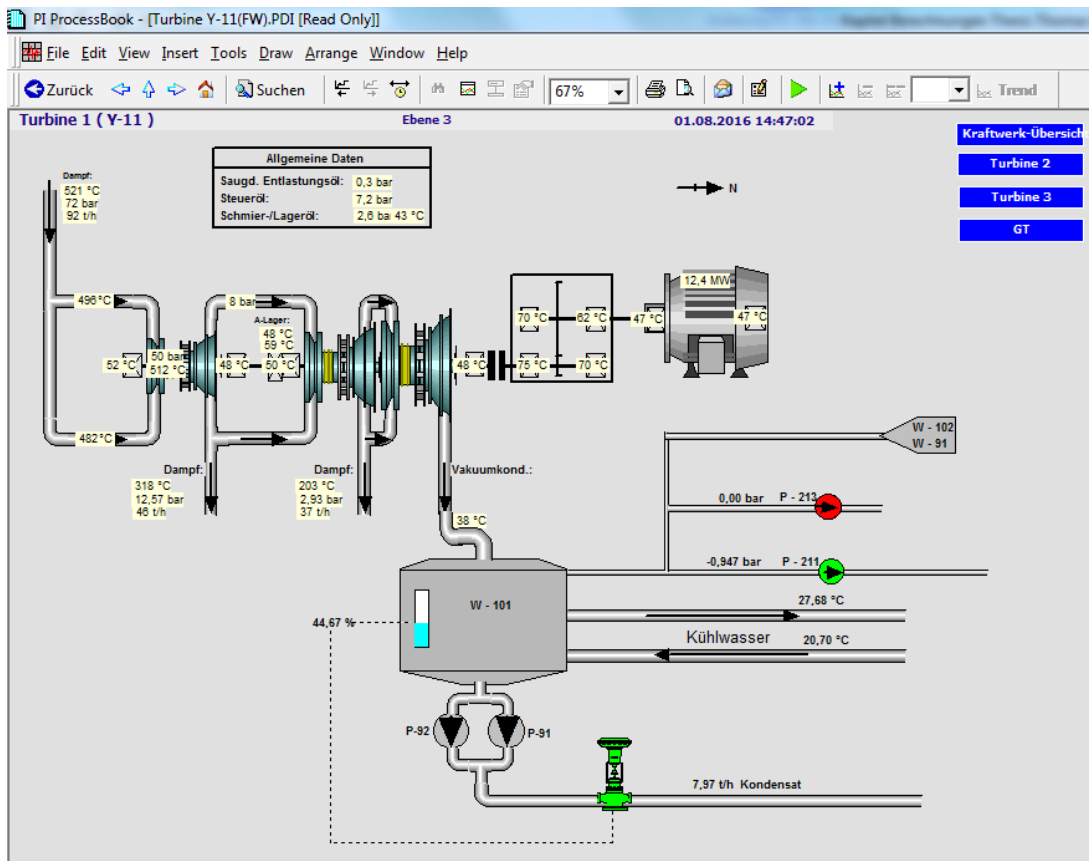 PI ProcessBook - [Turbine Y-11(FW).PDI [Read Only]]
File Edit View Insert Tools Draw Arrange Window Help
Zurück Suchen 67% Trend
Turbine 1 ( Y-11 ) Ebene 3 01.08.2016 14:47:02
Kraftwerk-Übersich
Turbine 2
Turbine 3
GT
Allgemeine Daten
Saugd. Entlastungsöl: 0,3 bar
Steueröl: 7,2 bar
Schmier-/Lageröl: 2,6 ba 43 °C
N
Dampf:
521 °C
72 bar
92 t/h
496°C
8 bar
A-Lager:
48 °C
59 °C
52 °C
50 bar
512°C
48 °C
50 °C
48 °C
70 °C 62 °C
75 °C 70 °C
47 °C
12,4 MW
47 °C
482°C
Dampf:
318 °C
12,57 bar
46 t/h
Dampf:
203 °C
2,93 bar
37 t/h
Vakuumkond.:
38 °C
W - 102
W - 91
0,00 bar P - 213
-0,947 bar P - 211
W - 101
44,67 %
27,68 °C
Kühlwasser 20,70 °C
P-92 P-91
7,97 t/h Kondensat